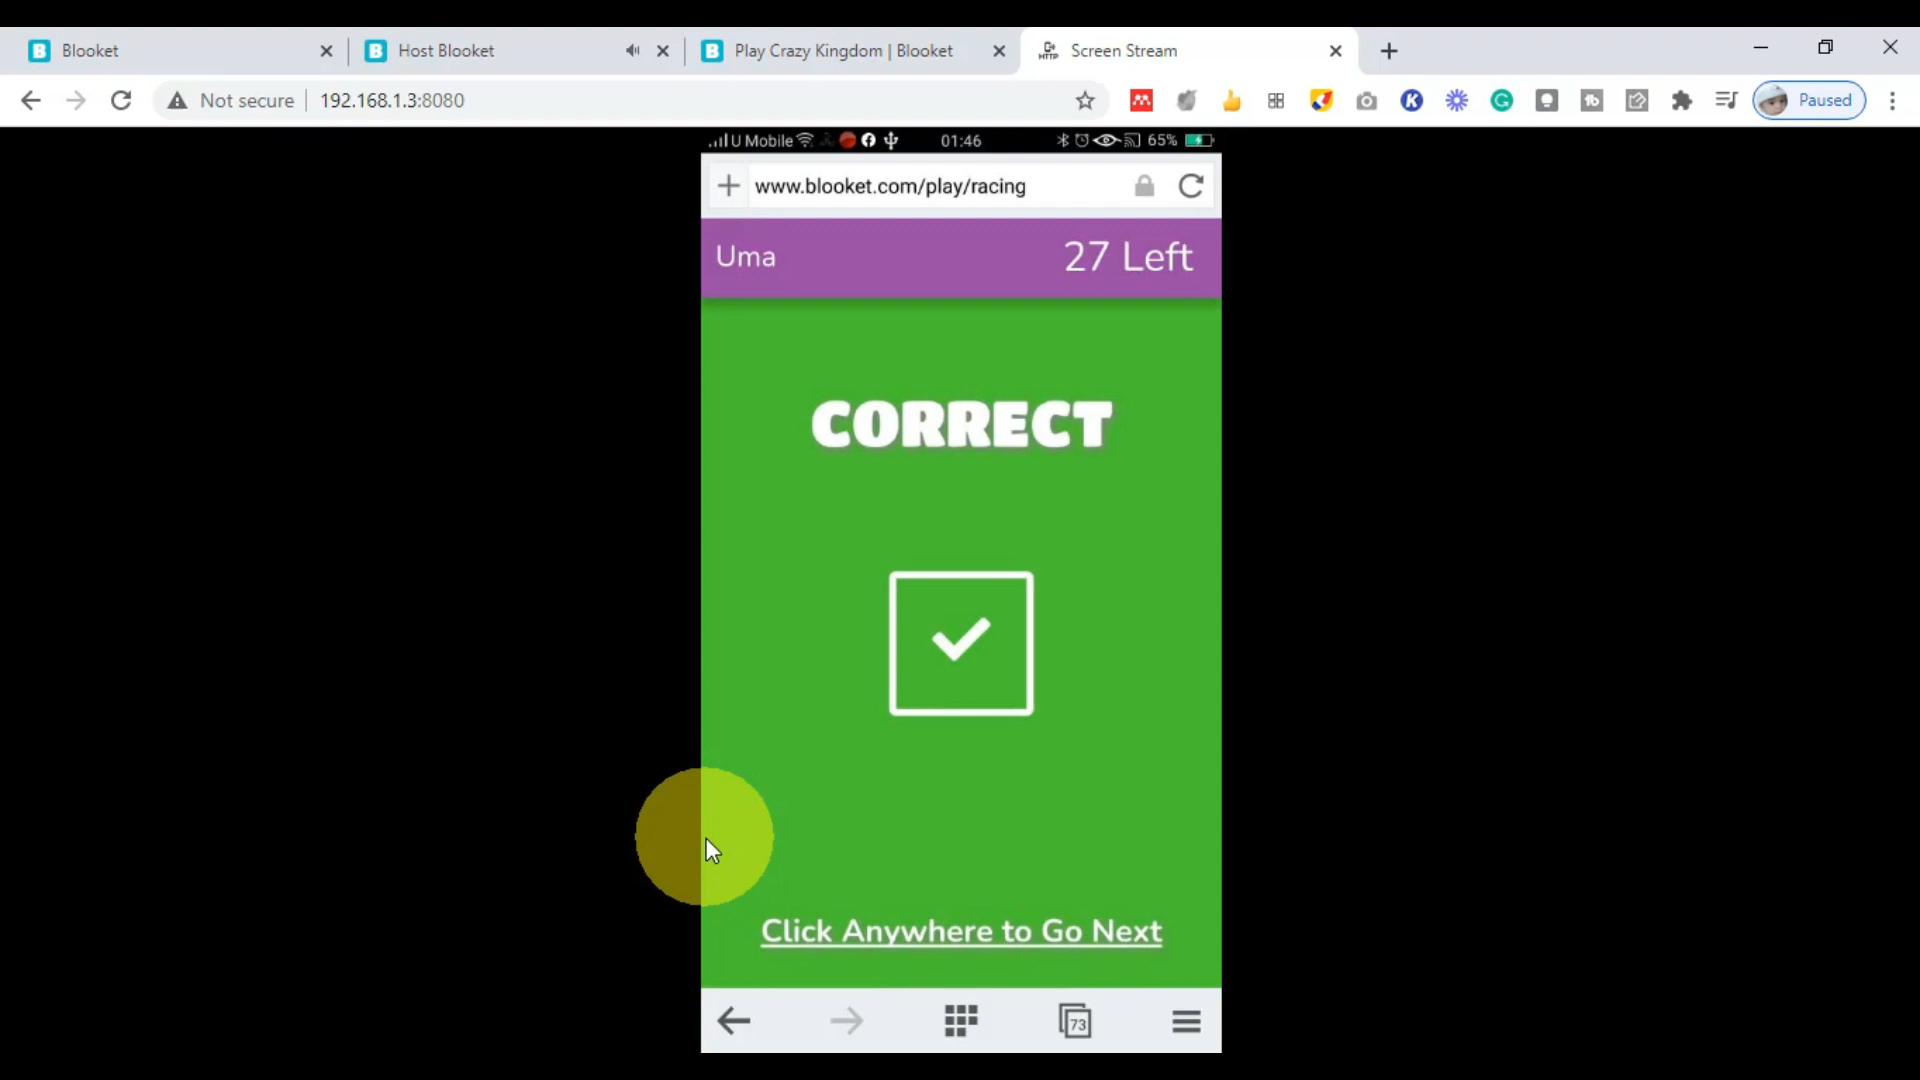 Blooket
Host Blooket
Play Crazy Kingdom | Blooket
Screen Stream
Not secure
192.168.1.3:8080
Paused
U Mobile
01:46
65%
www.blooket.com/play/racing
Uma
27 Left
CORRECT
Click Anywhere to Go Next
73